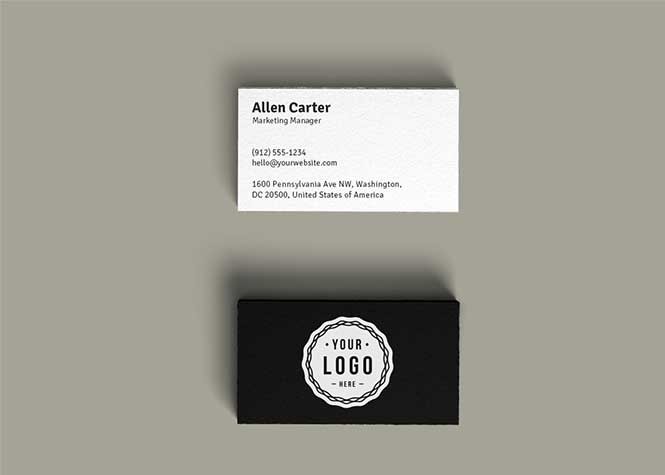 Allen Carter
Marketing Manager
(912) 555-1234
hello@yourwebsite.com
1600 Pennsylvania Ave NW, Washington,
DC 20500, United States of America
• YOUR •
LOGO
– HERE –